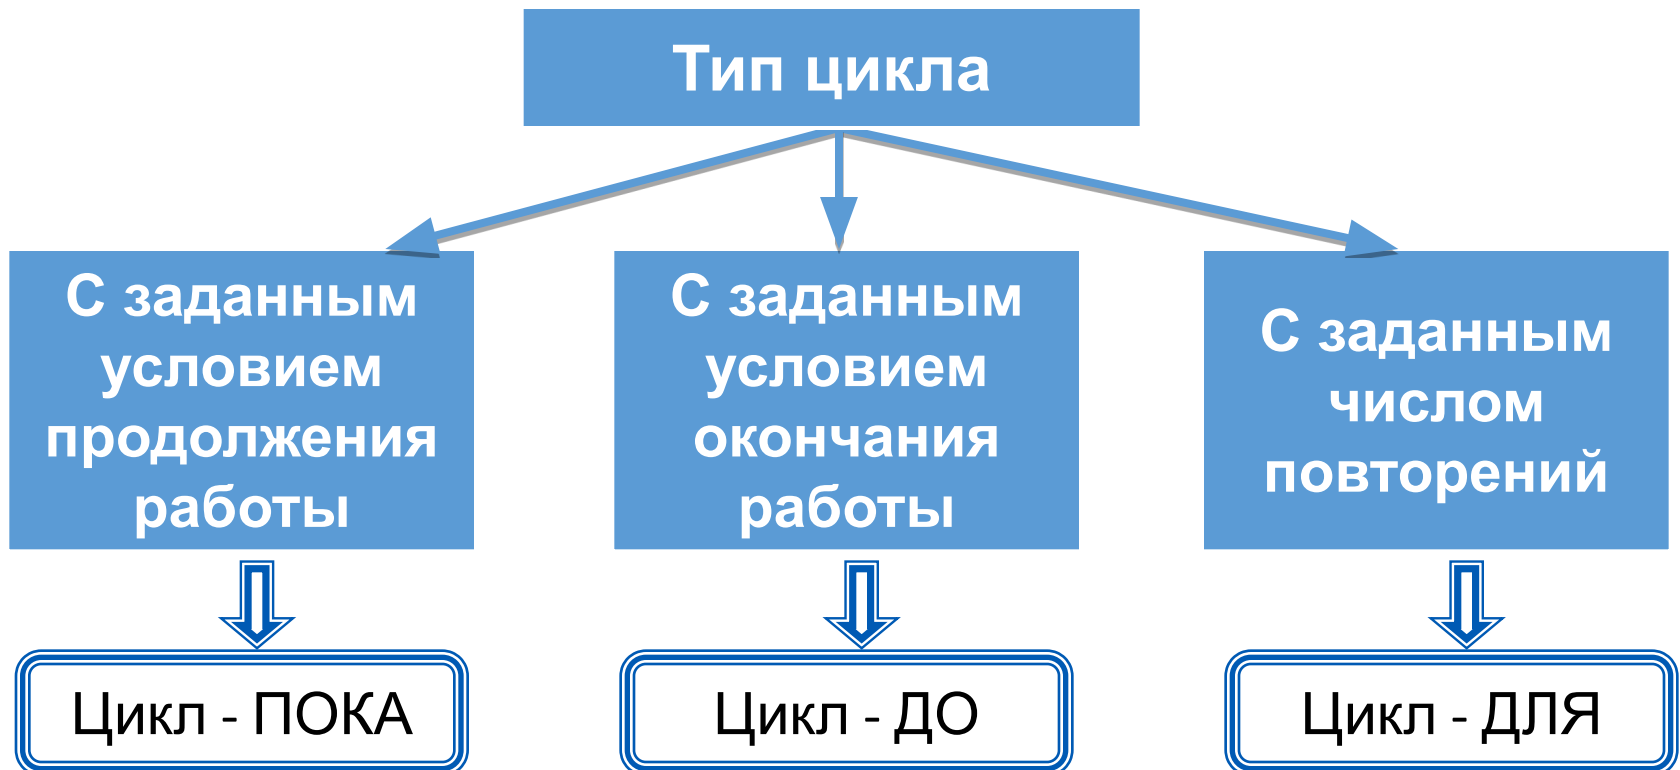 Тип цикла
С заданным
условием
продолжения
работы
С заданным
условием
окончания
работы
С заданным
числом
повторений
Цикл - ПОКА
Цикл - ДО
Цикл - ДЛЯ